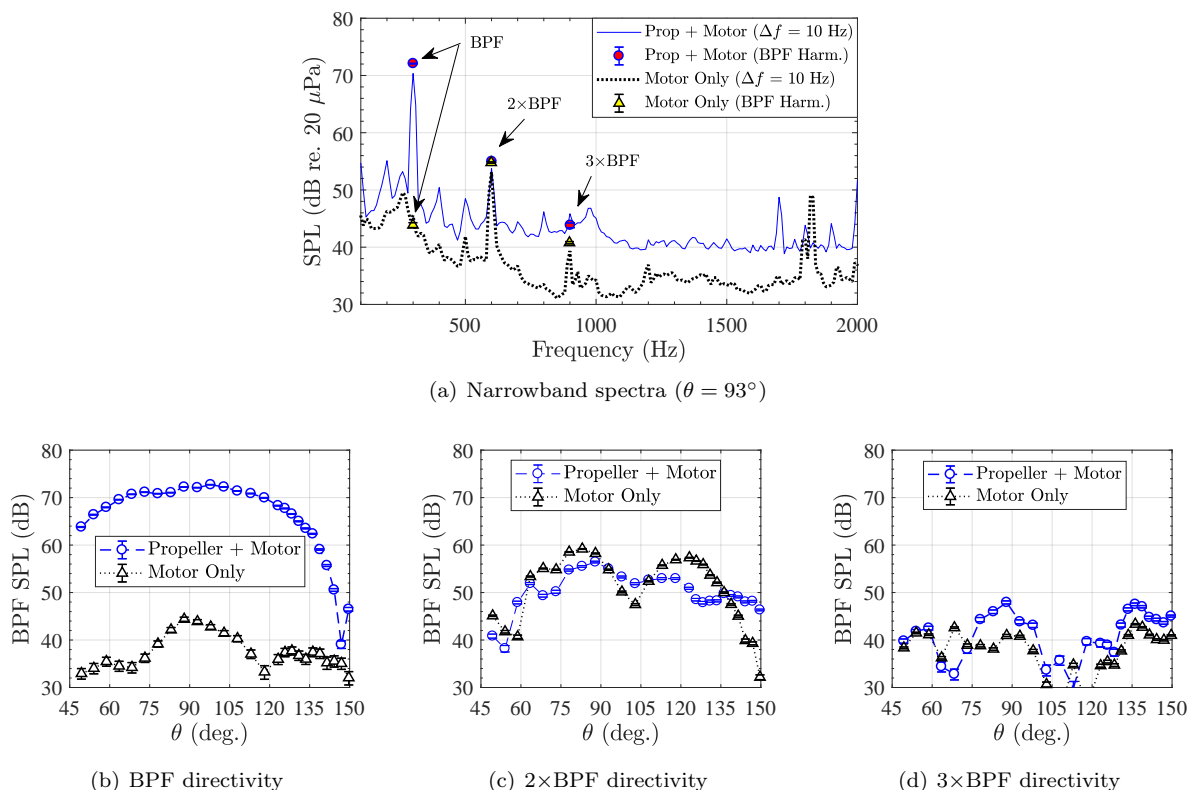 80
70
60
50
40
30
SPL (dB re. 20 μPa)
BPF
2×BPF
3×BPF
Prop + Motor (Δf = 10 Hz)
Prop + Motor (BPF Harm.)
Motor Only (Δf = 10 Hz)
Motor Only (BPF Harm.)
500 1000 1500 2000
Frequency (Hz)
(a) Narrowband spectra (θ = 93°)
80
70
60
50
40
30
BPF SPL (dB)
Propeller + Motor
Motor Only
45 60 75 90 105 120 135 150
θ (deg.)
(b) BPF directivity
80
70
60
50
40
30
BPF SPL (dB)
Propeller + Motor
Motor Only
45 60 75 90 105 120 135 150
θ (deg.)
(c) 2×BPF directivity
80
70
60
50
40
30
BPF SPL (dB)
Propeller + Motor
Motor Only
45 60 75 90 105 120 135 150
θ (deg.)
(d) 3×BPF directivity